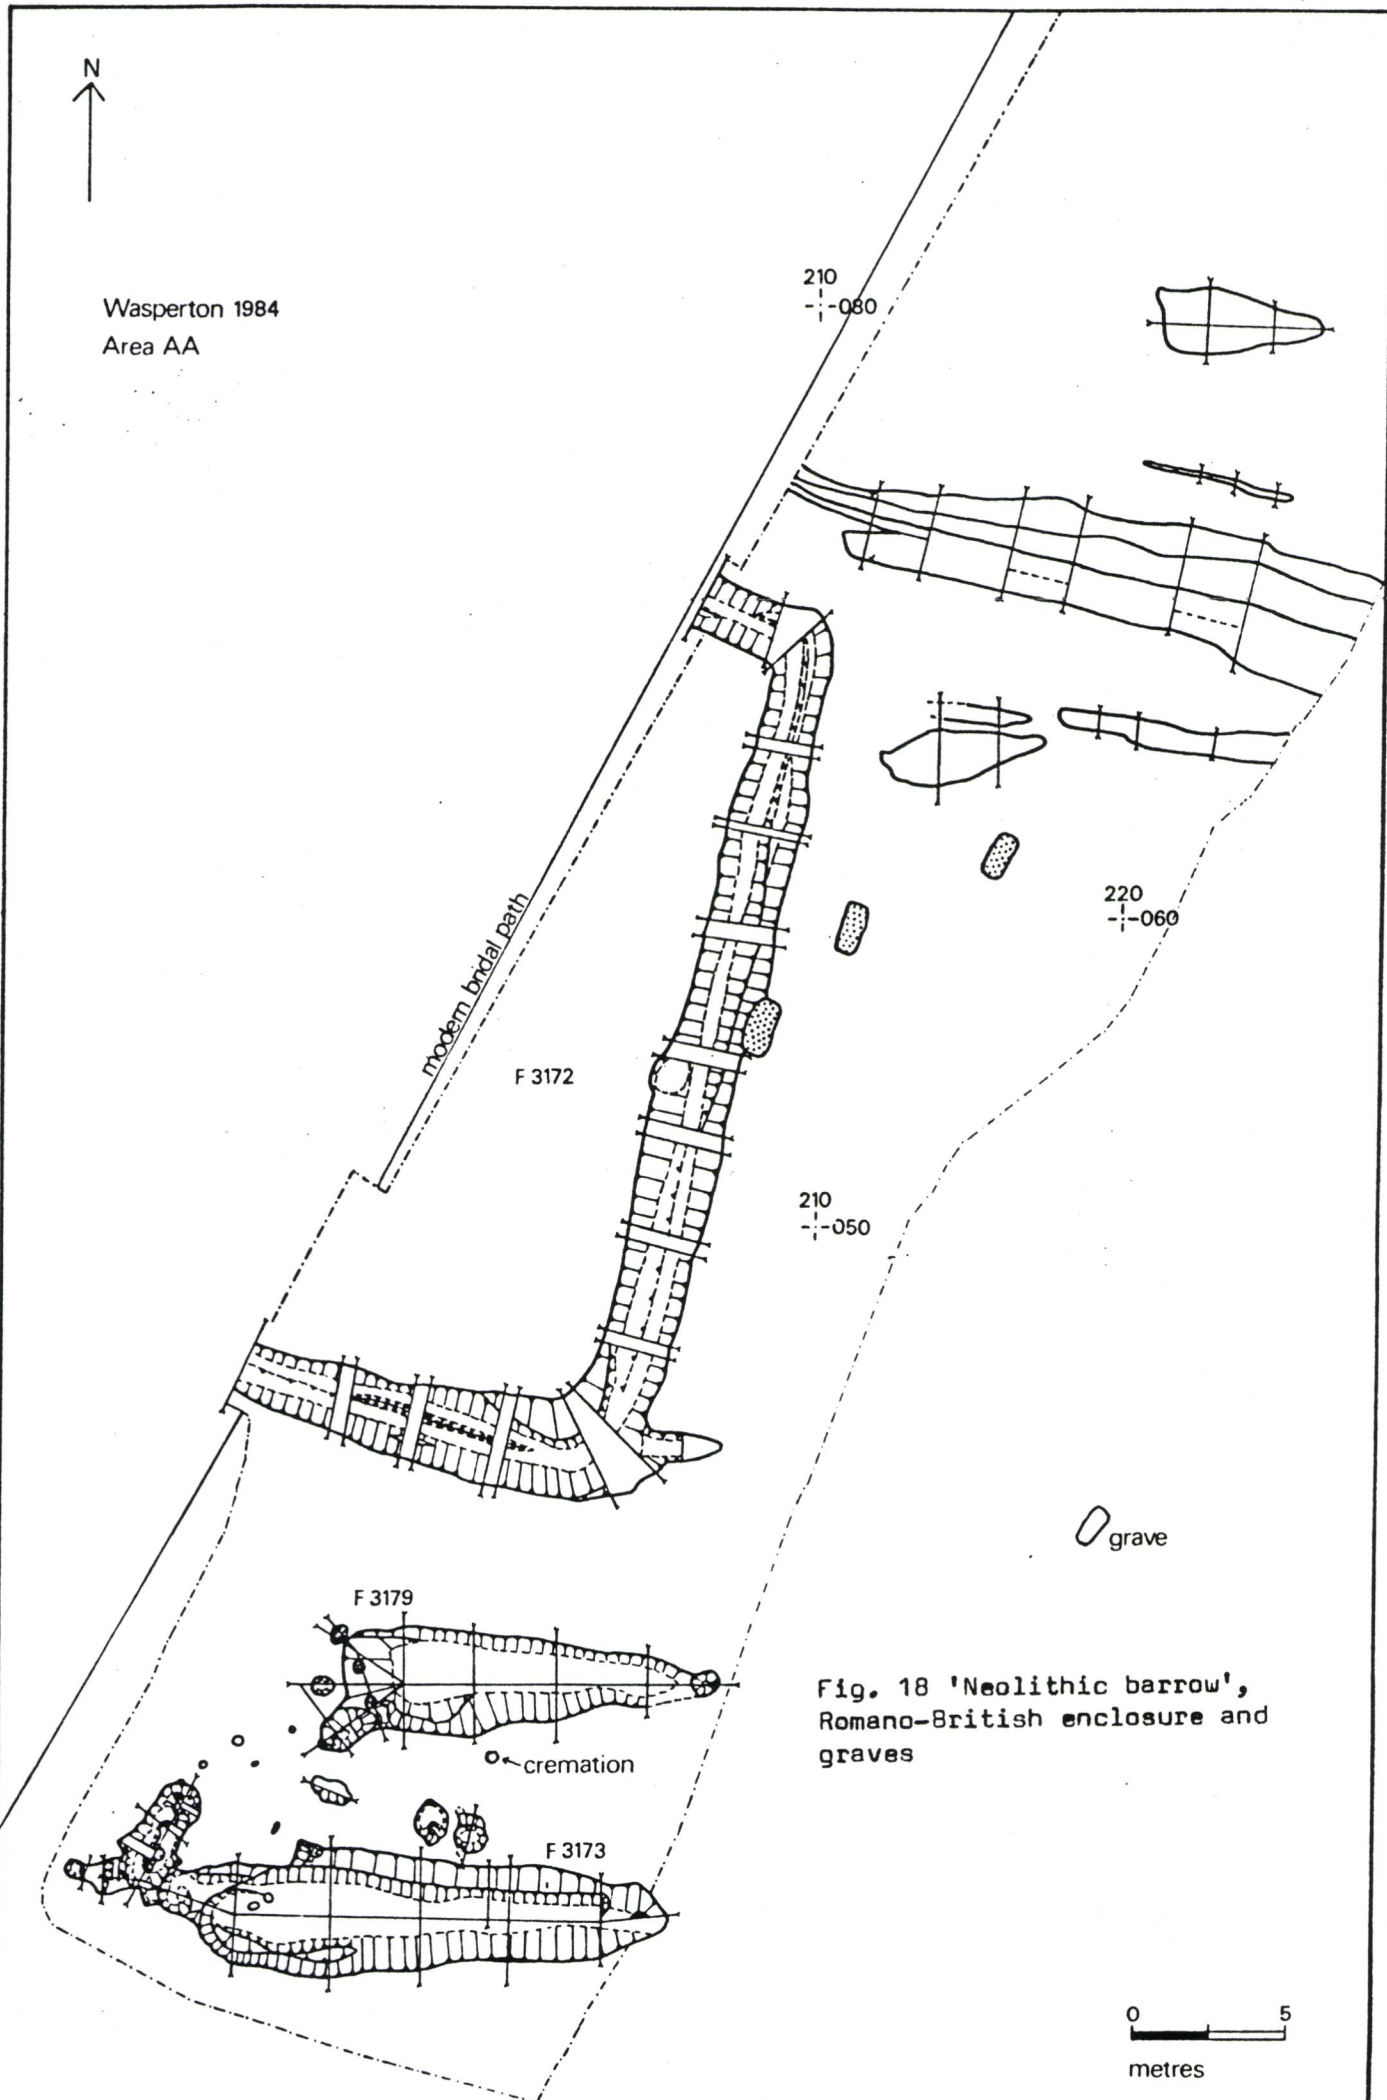 N
Wasperton 1984
Area AA
210
080
220
060
modern bridal path
F 3172
210
050
grave
F 3179
cremation
Fig. 18 'Neolithic barrow',
Romano-British enclosure and
graves
F 3173
0 5
metres